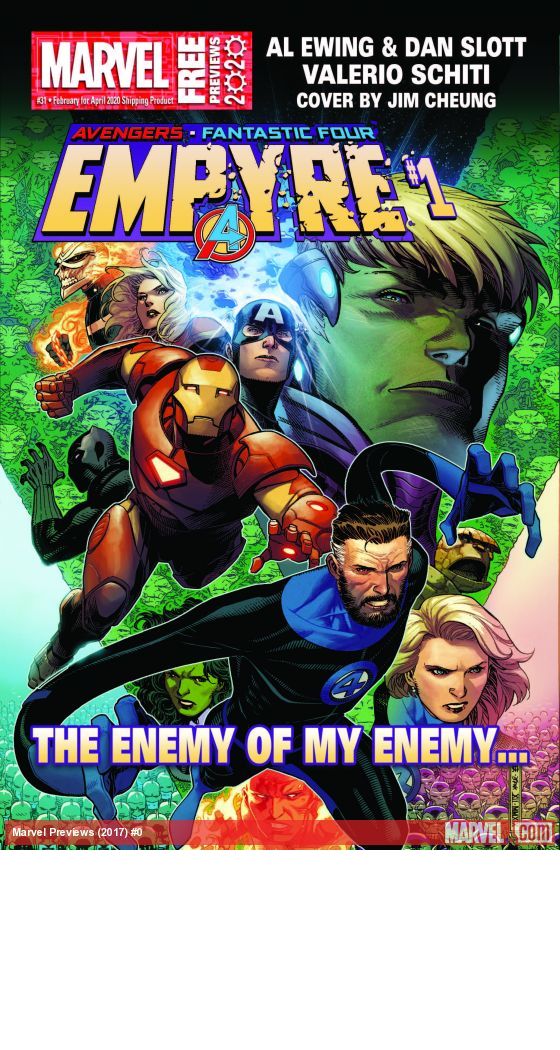 MARVEL
FREE
PREVIEWS
2020
#31 • February for April 2020 Shipping Product
AL EWING & DAN SLOTT
VALERIO SCHITI
COVER BY JIM CHEUNG
AVENGERS • FANTASTIC FOUR
EMPYRE #1
A
A
4
THE ENEMY OF MY ENEMY...
Marvel Previews (2017) #0
MARVEL.com